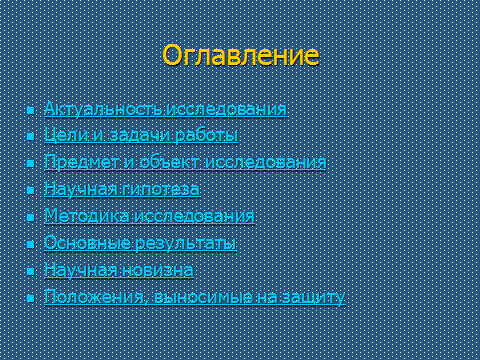 Оглавление
Актуальность исследования
Цели и задачи работы
Предмет и объект исследования
Научная гипотеза
Методика исследования
Основные результаты
Научная новизна
Положения, выносимые на защиту